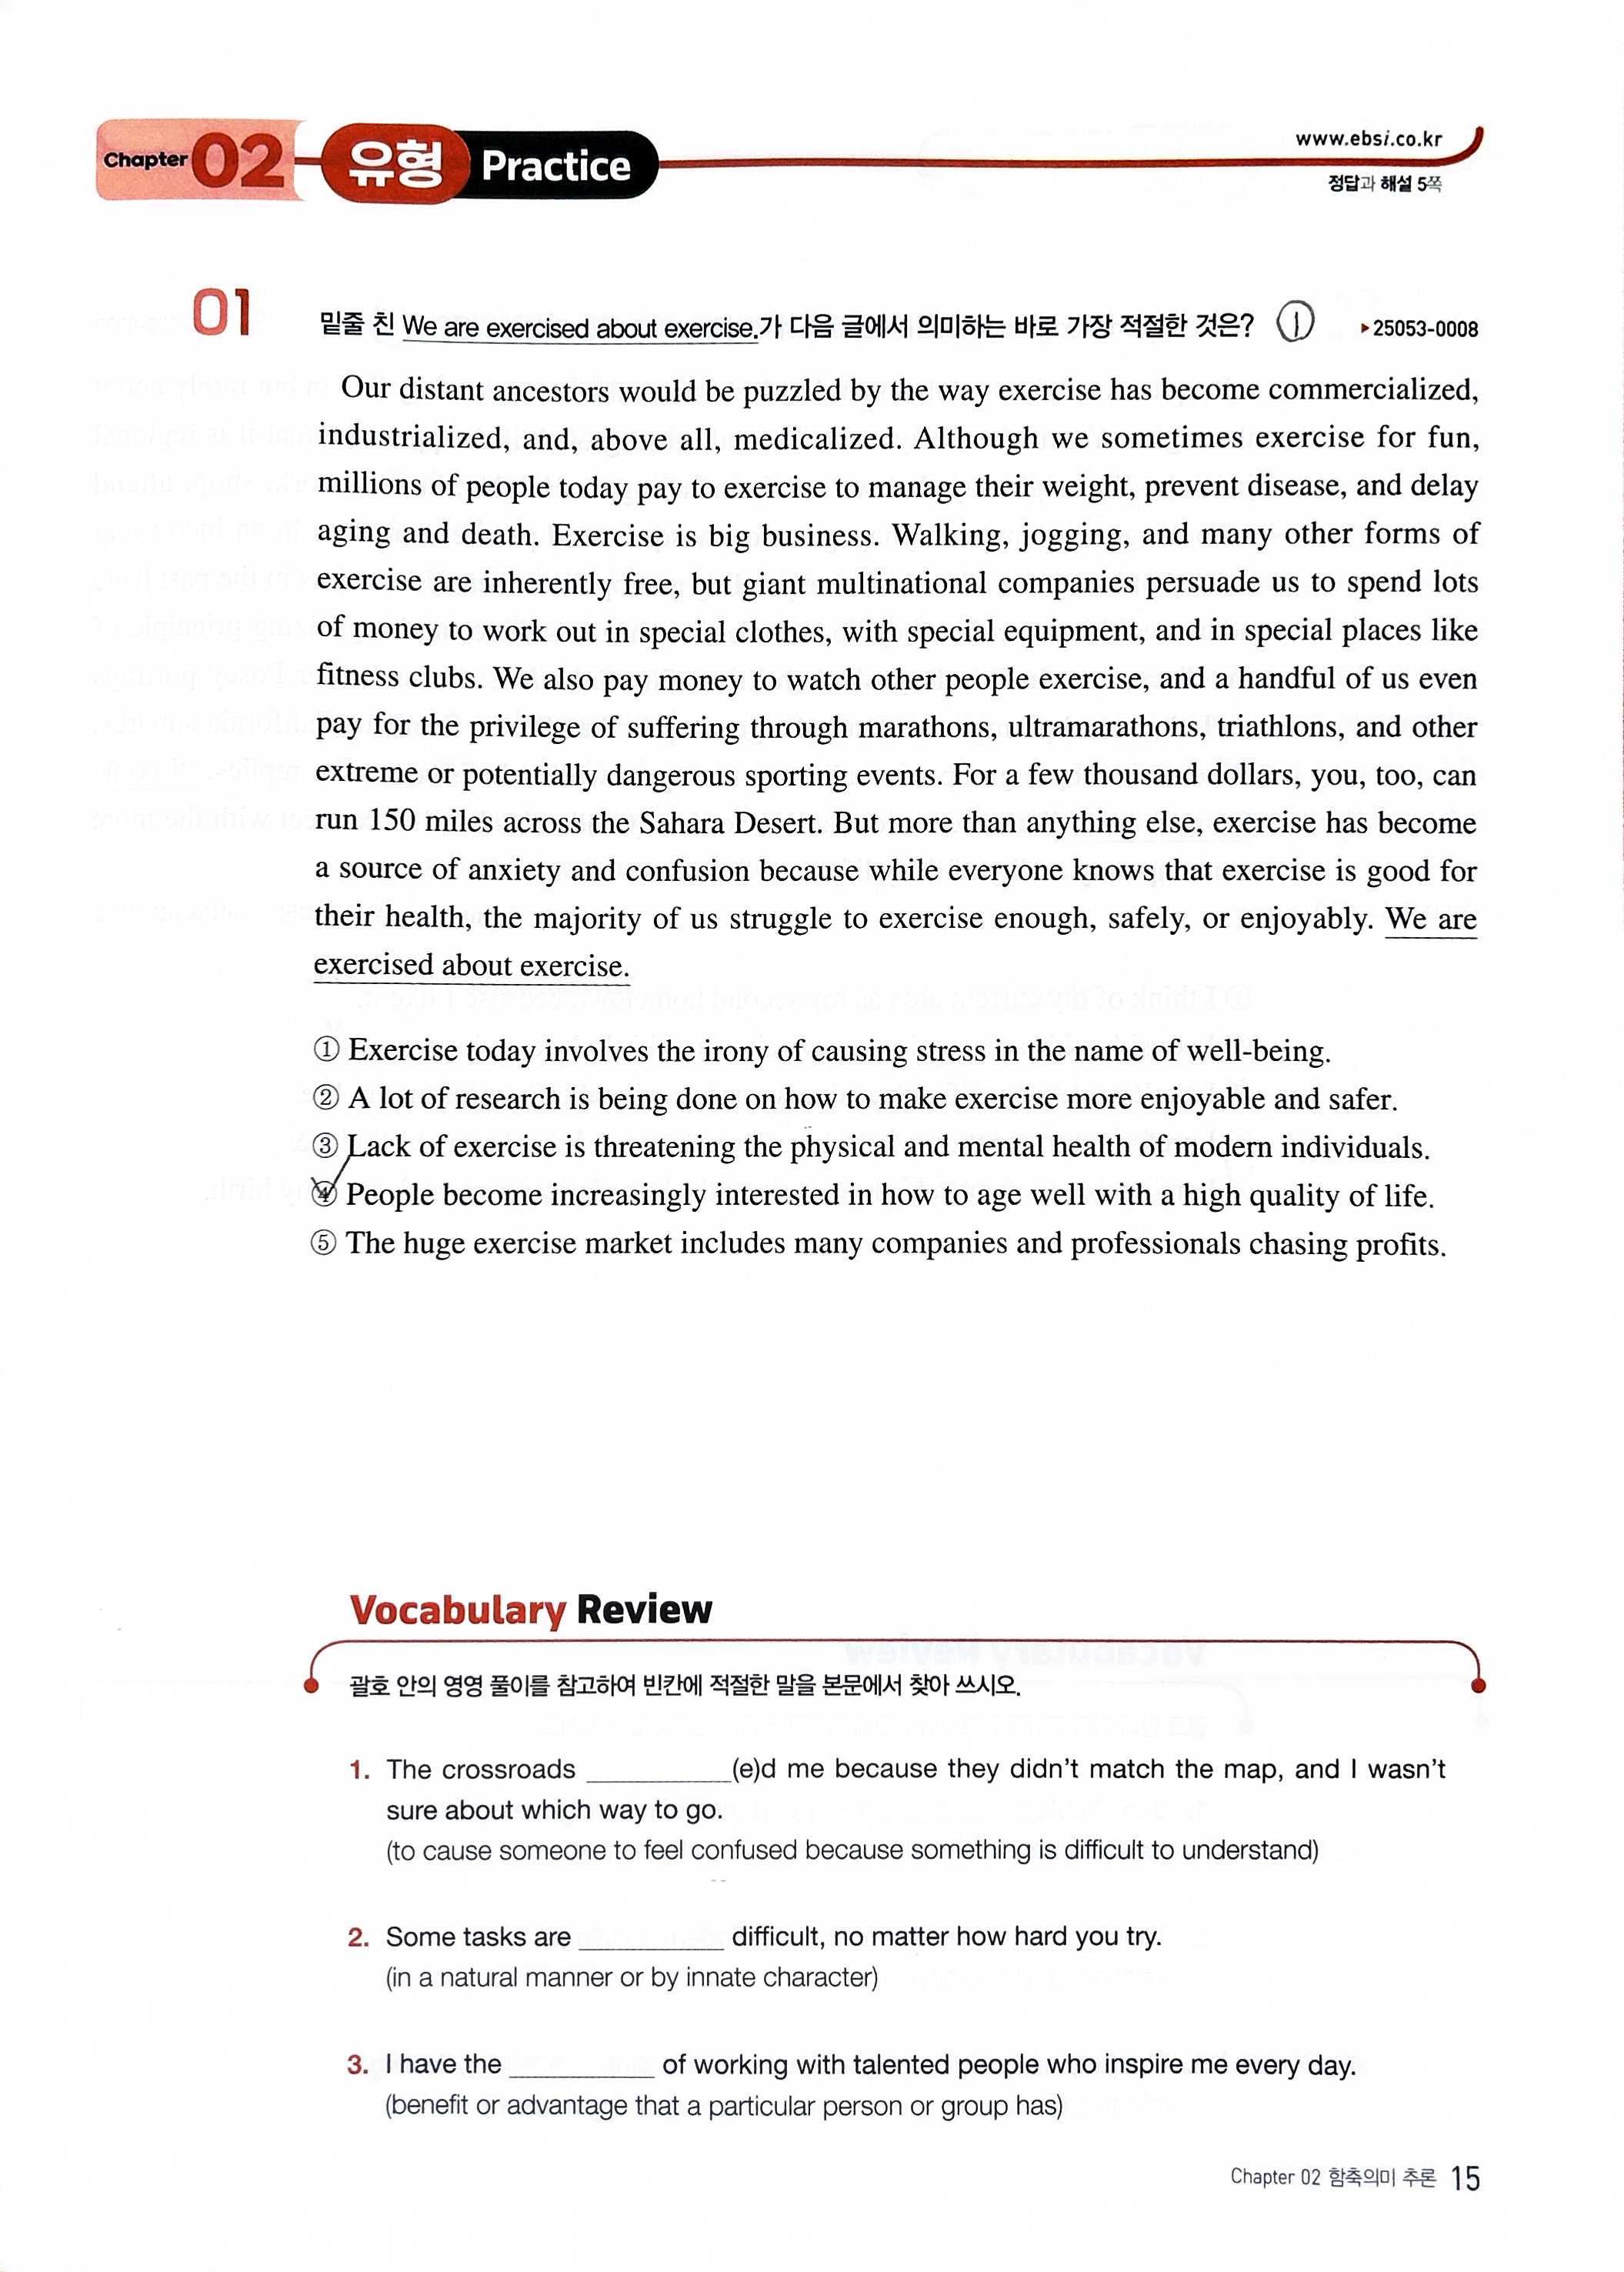 Chapter 02 유형 Practice
www.ebsi.co.kr
정답과 해설 5쪽
01
밑줄 친 We are exercised about exercise.가 다음 글에서 의미하는 바로 가장 적절한 것은? ① ▸25053-0008
Our distant ancestors would be puzzled by the way exercise has become commercialized,
industrialized, and, above all, medicalized. Although we sometimes exercise for fun,
millions of people today pay to exercise to manage their weight, prevent disease, and delay
aging and death. Exercise is big business. Walking, jogging, and many other forms of
exercise are inherently free, but giant multinational companies persuade us to spend lots
of money to work out in special clothes, with special equipment, and in special places like
fitness clubs. We also pay money to watch other people exercise, and a handful of us even
pay for the privilege of suffering through marathons, ultramarathons, triathlons, and other
extreme or potentially dangerous sporting events. For a few thousand dollars, you, too, can
run 150 miles across the Sahara Desert. But more than anything else, exercise has become
a source of anxiety and confusion because while everyone knows that exercise is good for
their health, the majority of us struggle to exercise enough, safely, or enjoyably. We are
exercised about exercise.
① Exercise today involves the irony of causing stress in the name of well-being.
② A lot of research is being done on how to make exercise more enjoyable and safer.
③ Lack of exercise is threatening the physical and mental health of modern individuals.
④ People become increasingly interested in how to age well with a high quality of life.
⑤ The huge exercise market includes many companies and professionals chasing profits.
Vocabulary Review
괄호 안의 영영 풀이를 참고하여 빈칸에 적절한 말을 본문에서 찾아 쓰시오.
1. The crossroads __________(e)d me because they didn't match the map, and I wasn't
sure about which way to go.
(to cause someone to feel confused because something is difficult to understand)
2. Some tasks are __________ difficult, no matter how hard you try.
(in a natural manner or by innate character)
3. I have the __________ of working with talented people who inspire me every day.
(benefit or advantage that a particular person or group has)
Chapter 02 함축의미 추론 15